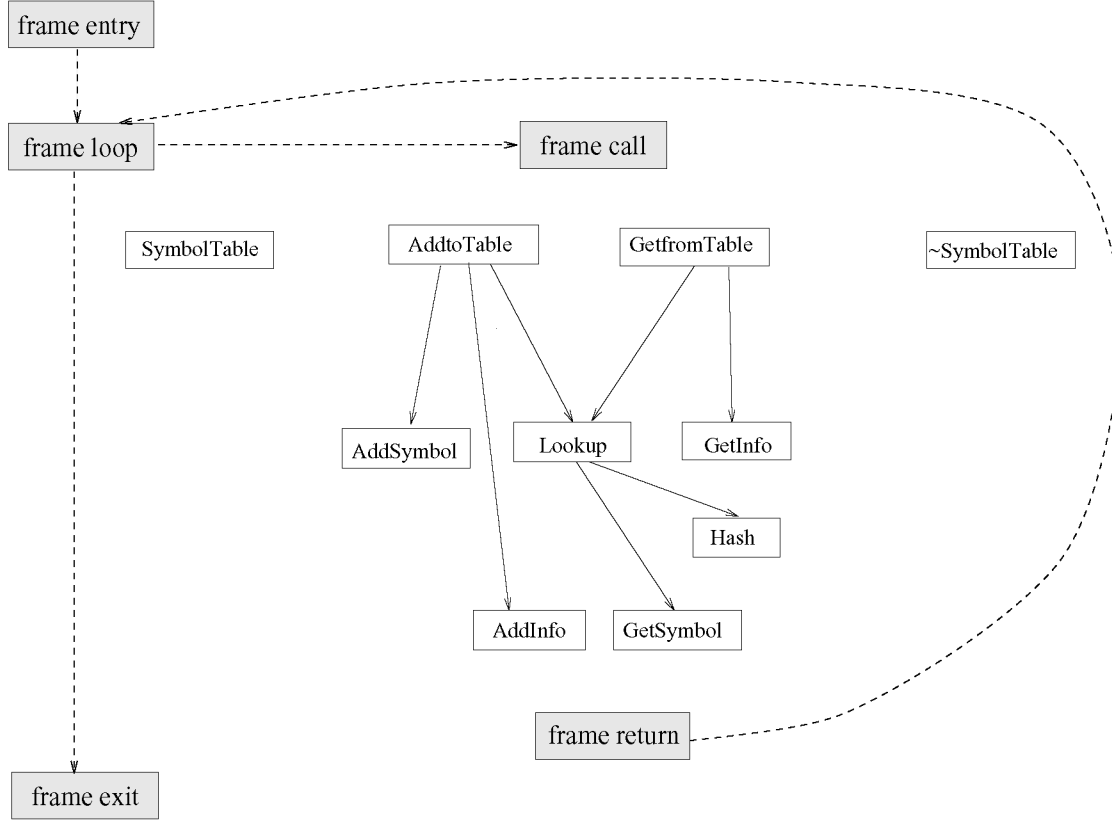 frame entry
frame loop
frame call
SymbolTable
AddtoTable
GetfromTable
~SymbolTable
AddSymbol
Lookup
GetInfo
Hash
AddInfo
GetSymbol
frame return
frame exit